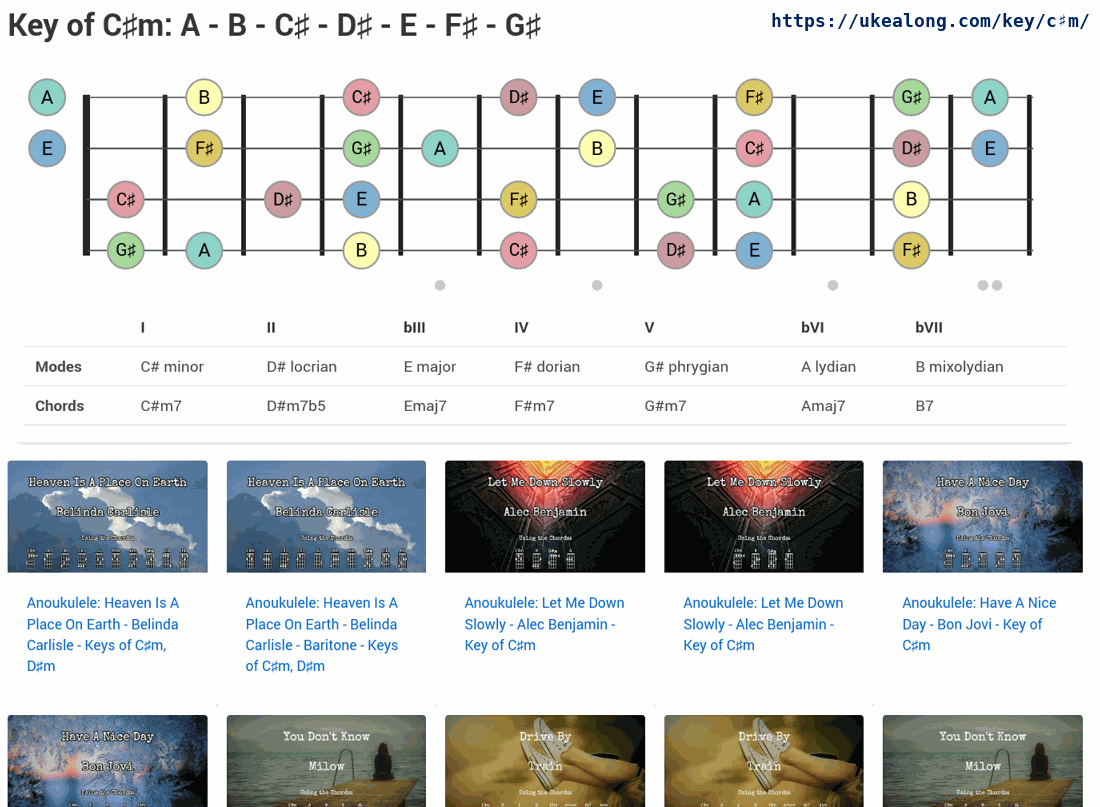 Key of C♯m: A - B - C♯ - D♯ - E - F♯ - G♯
https://ukealong.com/key/c♯m/
A B C♯ D♯ E F♯ G♯ A
E F♯ G♯ A B C♯ D♯ E
C♯ D♯ E F♯ G♯ A B
G♯ A B C♯ D♯ E F♯
I II bIII IV V bVI bVII
Modes C# minor D# locrian E major F# dorian G# phrygian A lydian B mixolydian
Chords C#m7 D#m7b5 Emaj7 F#m7 G#m7 Amaj7 B7
Heaven Is A Place On Earth
Belinda Carlisle
Using the Chords:
Heaven Is A Place On Earth
Belinda Carlisle
Using the Chords:
Let Me Down Slowly
Alec Benjamin
Using the Chords:
Let Me Down Slowly
Alec Benjamin
Using the Chords:
Have A Nice Day
Bon Jovi
Using the Chords:
Anoukulele: Heaven Is A
Place On Earth - Belinda
Carlisle - Keys of C♯m,
D♯m
Anoukulele: Heaven Is A
Place On Earth - Belinda
Carlisle - Baritone - Keys
of C♯m, D♯m
Anoukulele: Let Me Down
Slowly - Alec Benjamin -
Key of C♯m
Anoukulele: Let Me Down
Slowly - Alec Benjamin -
Key of C♯m
Anoukulele: Have A Nice
Day - Bon Jovi - Key of
C♯m
Have A Nice Day
Bon Jovi
Using the Chords:
You Don't Know
Milow
Using the Chords:
Drive By
Train
Using the Chords:
Drive By
Train
Using the Chords:
You Don't Know
Milow
Using the Chords: